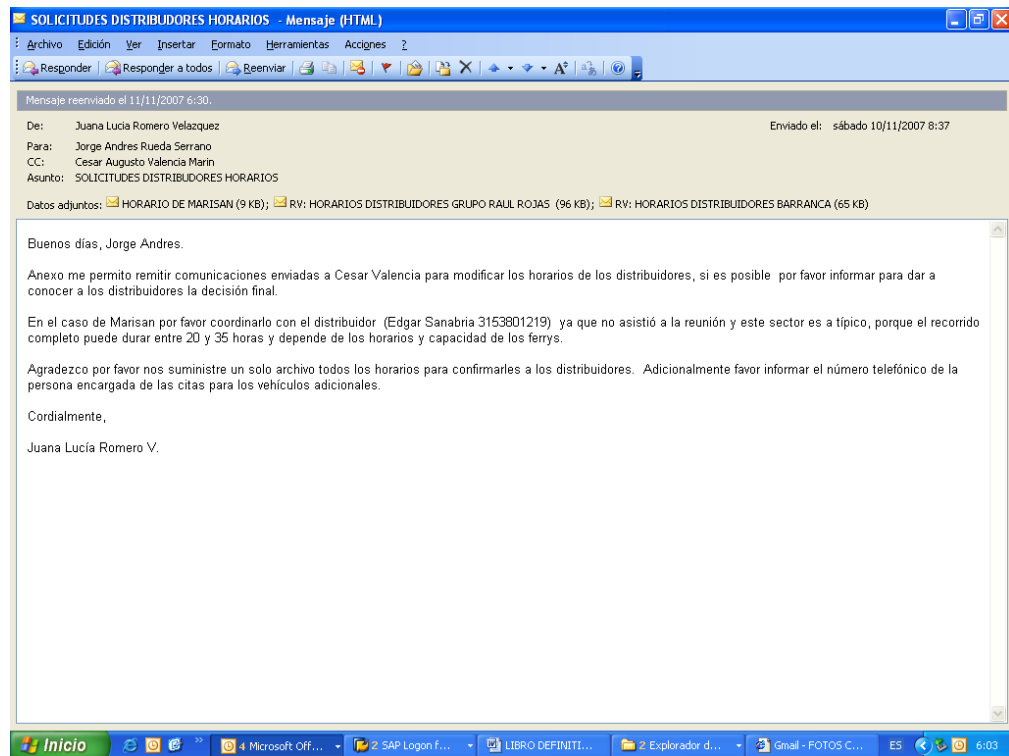 SOLICITUDES DISTRIBUDORES HORARIOS - Mensaje (HTML)
Archivo Edición Ver Insertar Formato Herramientas Acciones ?
Responder Responder a todos Reenviar
Mensaje reenviado el 11/11/2007 6:30.
De: Juana Lucia Romero Velazquez Enviado el: sábado 10/11/2007 8:37
Para: Jorge Andres Rueda Serrano
CC: Cesar Augusto Valencia Marin
Asunto: SOLICITUDES DISTRIBUDORES HORARIOS
Datos adjuntos: HORARIO DE MARISAN (9 KB); RV: HORARIOS DISTRIBUIDORES GRUPO RAUL ROJAS (96 KB); RV: HORARIOS DISTRIBUIDORES BARRANCA (65 KB)
Buenos días, Jorge Andres.
Anexo me permito remitir comunicaciones enviadas a Cesar Valencia para modificar los horarios de los distribuidores, si es posible por favor informar para dar a
conocer a los distribuidores la decisión final.
En el caso de Marisan por favor coordinarlo con el distribuidor (Edgar Sanabria 3153801219) ya que no asistió a la reunión y este sector es a típico, porque el recorrido
completo puede durar entre 20 y 35 horas y depende de los horarios y capacidad de los ferrys.
Agradezco por favor nos suministre un solo archivo todos los horarios para confirmarles a los distribuidores. Adicionalmente favor informar el número telefónico de la
persona encargada de las citas para los vehículos adicionales.
Cordialmente,
Juana Lucía Romero V.
Inicio 4 Microsoft Off... 2 SAP Logon f... LIBRO DEFINITI... 2 Explorador d... Gmail - FOTOS C... ES 6:03